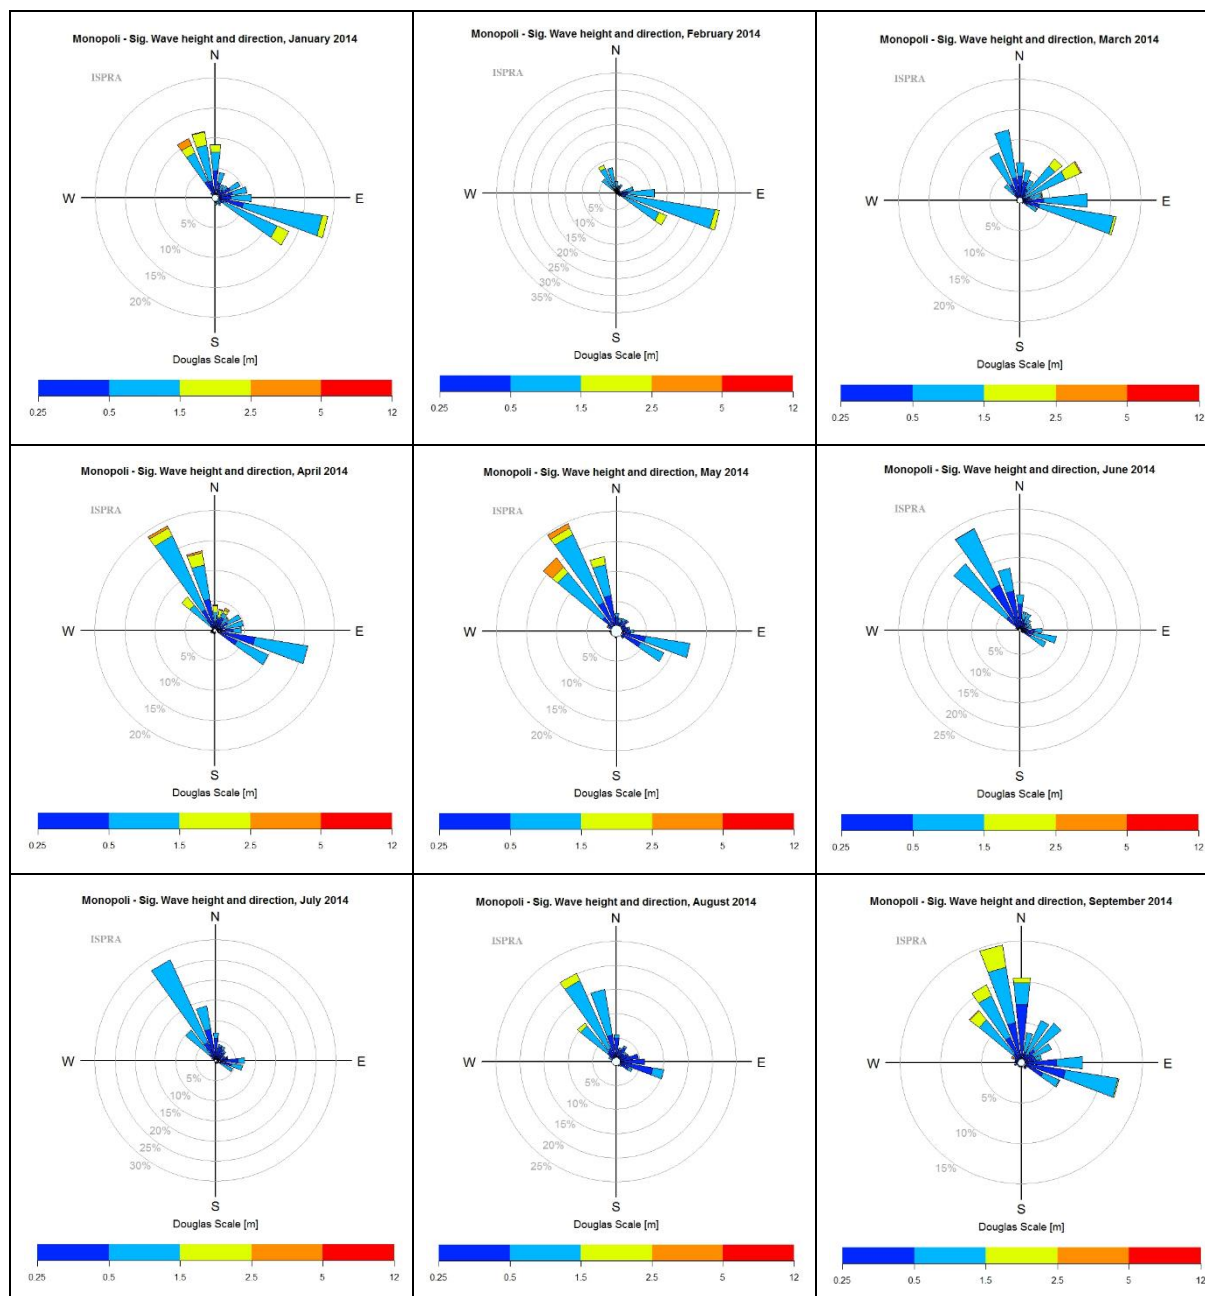 Monopoli - Sig. Wave height and direction, January 2014
N
ISPRA
W E
5%
10%
15%
20%
S
Douglas Scale [m]
0.25 0.5 1.5 2.5 5 12
Monopoli - Sig. Wave height and direction, February 2014
N
ISPRA
W E
5%
10%
15%
20%
25%
30%
35%
S
Douglas Scale [m]
0.25 0.5 1.5 2.5 5 12
Monopoli - Sig. Wave height and direction, March 2014
N
ISPRA
W E
5%
10%
15%
20%
S
Douglas Scale [m]
0.25 0.5 1.5 2.5 5 12
Monopoli - Sig. Wave height and direction, April 2014
N
ISPRA
W E
5%
10%
15%
20%
S
Douglas Scale [m]
0.25 0.5 1.5 2.5 5 12
Monopoli - Sig. Wave height and direction, May 2014
N
ISPRA
W E
5%
10%
15%
20%
S
Douglas Scale [m]
0.25 0.5 1.5 2.5 5 12
Monopoli - Sig. Wave height and direction, June 2014
N
ISPRA
W E
5%
10%
15%
20%
25%
S
Douglas Scale [m]
0.25 0.5 1.5 2.5 5 12
Monopoli - Sig. Wave height and direction, July 2014
N
ISPRA
W E
5%
10%
15%
20%
25%
30%
S
Douglas Scale [m]
0.25 0.5 1.5 2.5 5 12
Monopoli - Sig. Wave height and direction, August 2014
N
ISPRA
W E
5%
10%
15%
20%
25%
S
Douglas Scale [m]
0.25 0.5 1.5 2.5 5 12
Monopoli - Sig. Wave height and direction, September 2014
N
ISPRA
W E
5%
10%
15%
S
Douglas Scale [m]
0.25 0.5 1.5 2.5 5 12